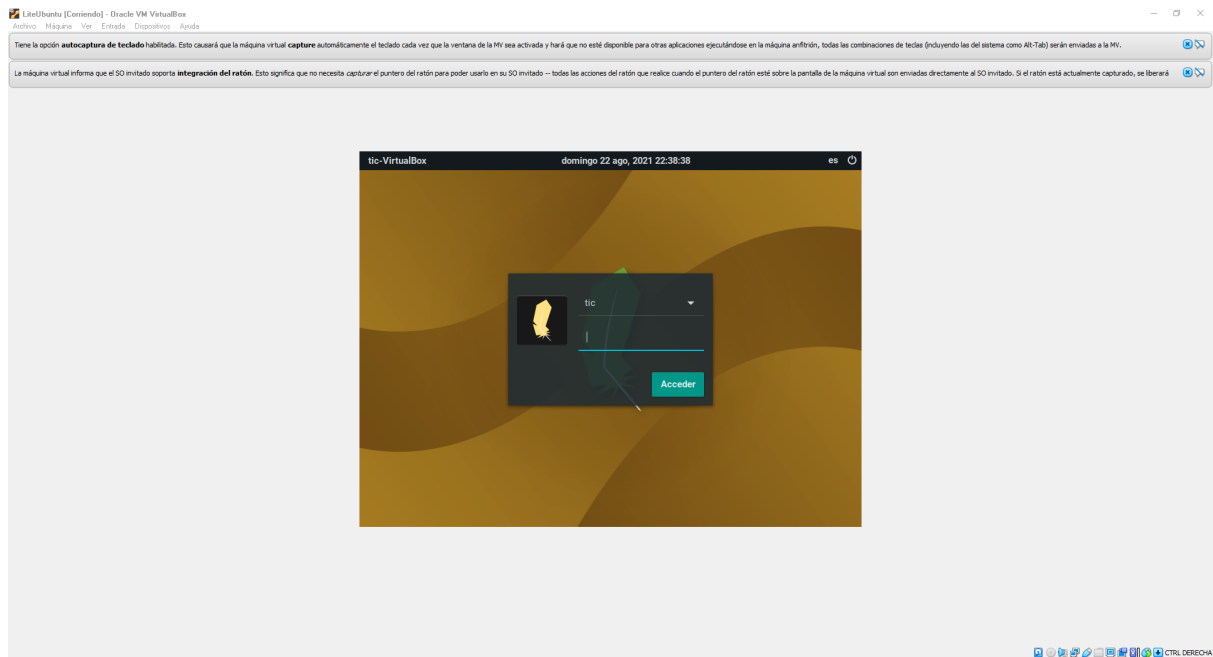 LiteUbuntu [Corriendo] - Oracle VM VirtualBox
Archivo Máquina Ver Entrada Dispositivos Ayuda
Tiene la opción autocaptura de teclado habilitada. Esto causará que la máquina virtual capture automáticamente el teclado cada vez que la ventana de la MV sea activada y hará que no esté disponible para otras aplicaciones ejecutándose en la máquina anfitrión, todas las combinaciones de teclas (incluyendo las del sistema como Alt-Tab) serán enviadas a la MV.
La máquina virtual informa que el SO invitado soporta integración del ratón. Esto significa que no necesita capturar el puntero del ratón para poder usarlo en su SO invitado -- todas las acciones del ratón que realice cuando el puntero del ratón esté sobre la pantalla de la máquina virtual son enviadas directamente al SO invitado. Si el ratón está actualmente capturado, se liberará
tic-VirtualBox domingo 22 ago, 2021 22:38:38 es
tic
Acceder
CTRL DERECHA